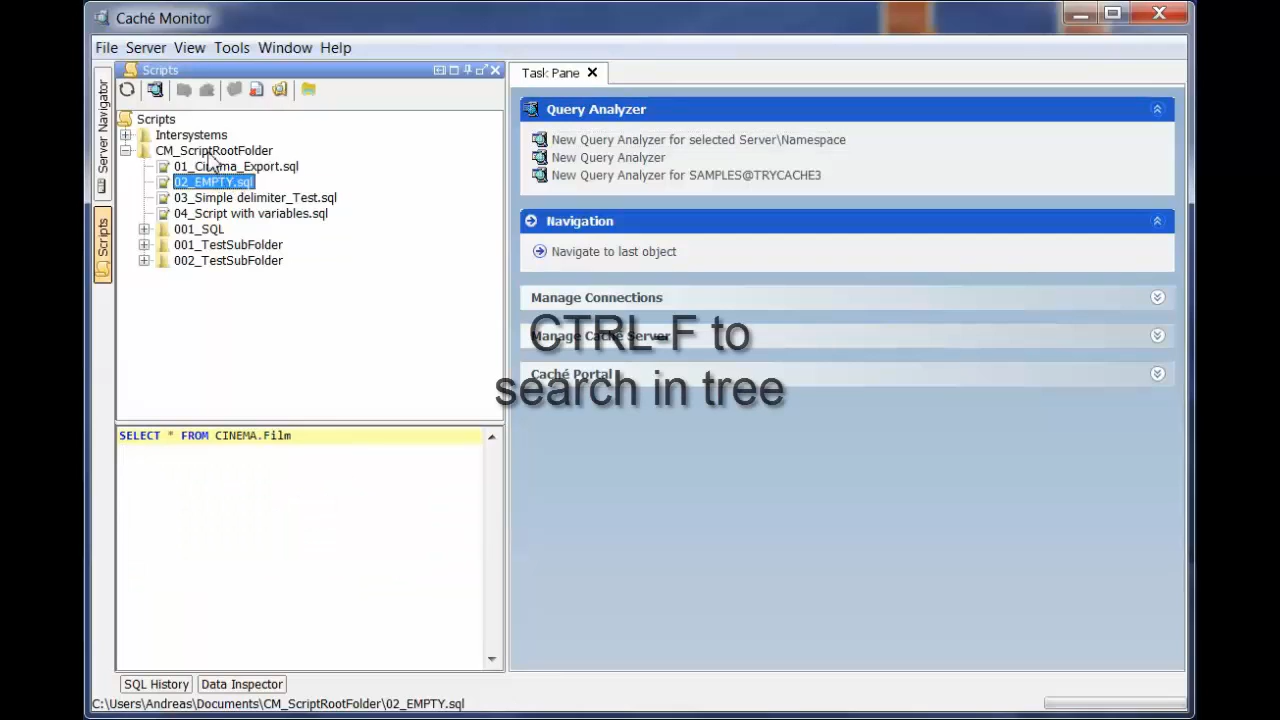 Caché Monitor
File Server View Tools Window Help
Server Navigator
Scripts
Scripts
Scripts
Intersystems
CM_ScriptRootFolder
01_Cinema_Export.sql
02_EMPTY.sql
03_Simple delimiter_Test.sql
04_Script with variables.sql
001_SQL
001_TestSubFolder
002_TestSubFolder
SELECT * FROM CINEMA.Film
Task: Pane
Query Analyzer
New Query Analyzer for selected Server\Namespace
New Query Analyzer
New Query Analyzer for SAMPLES@TRYCACHE3
Navigation
Navigate to last object
Manage Connections
Manage Caché Server
Caché Portal
CTRL-F to
search in tree
SQL History Data Inspector
C:\Users\Andreas\Documents\CM_ScriptRootFolder\02_EMPTY.sql